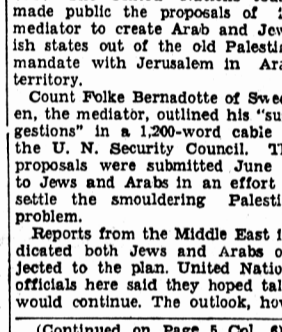 made public the proposals of
mediator to create Arab and Jew-
ish states out of the old Palesti
mandate with Jerusalem in Ara
territory.
Count Folke Bernadotte of Swe
en, the mediator, outlined his "su
gestions" in a 1,200-word cable
the U. N. Security Council. T
proposals were submitted June
to Jews and Arabs in an effort
settle the smouldering Palesti
problem.
Reports from the Middle East i
dicated both Jews and Arabs o
jected to the plan. United Natio
officials here said they hoped tal
would continue. The outlook, ho
(Continued on Page 5 Col. 6)